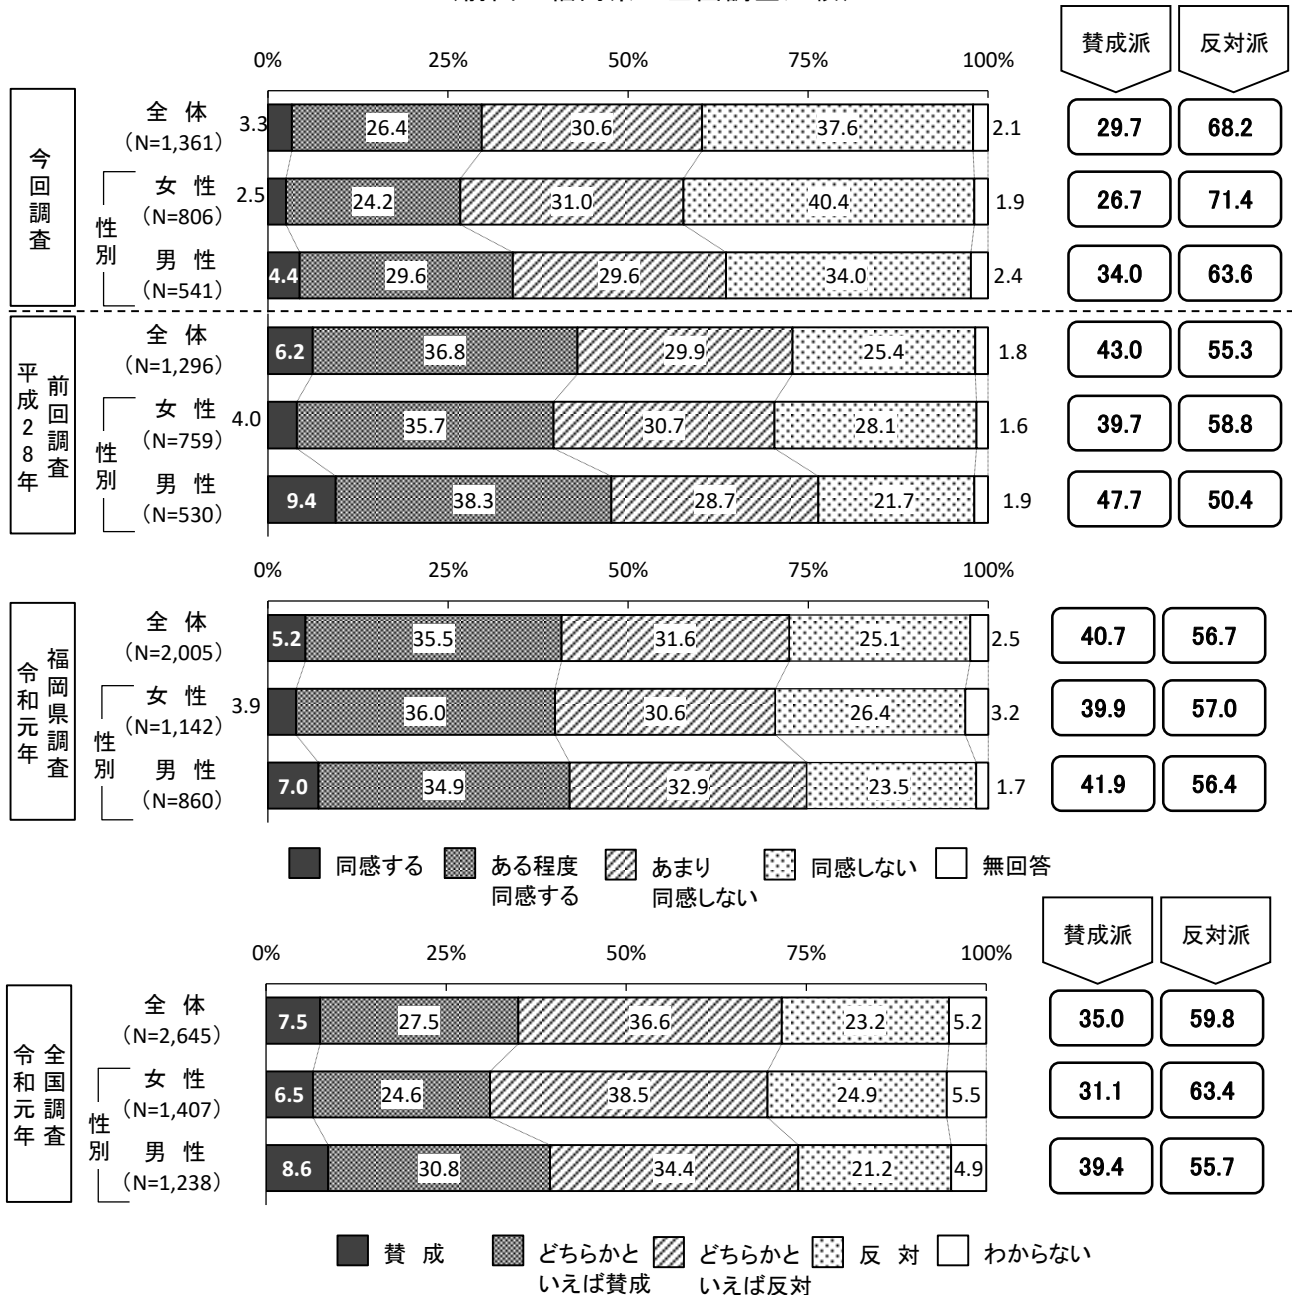 賛成派 反対派
0% 25% 50% 75% 100%
今回調査
全 体
(N=1,361)
3.3 26.4 30.6 37.6 2.1 29.7 68.2
性別
女 性
(N=806)
2.5 24.2 31.0 40.4 1.9 26.7 71.4
男 性
(N=541)
4.4 29.6 29.6 34.0 2.4 34.0 63.6
前回調査
平成28年
全 体
(N=1,296)
6.2 36.8 29.9 25.4 1.8 43.0 55.3
性別
女 性
(N=759)
4.0 35.7 30.7 28.1 1.6 39.7 58.8
男 性
(N=530)
9.4 38.3 28.7 21.7 1.9 47.7 50.4
0% 25% 50% 75% 100%
福岡県調査
令和元年
全 体
(N=2,005)
5.2 35.5 31.6 25.1 2.5 40.7 56.7
性別
女 性
(N=1,142)
3.9 36.0 30.6 26.4 3.2 39.9 57.0
男 性
(N=860)
7.0 34.9 32.9 23.5 1.7 41.9 56.4
同感する ある程度 あまり 同感しない 無回答
同感する 同感しない
賛成派 反対派
0% 25% 50% 75% 100%
全国調査
令和元年
全 体
(N=2,645)
7.5 27.5 36.6 23.2 5.2 35.0 59.8
性別
女 性
(N=1,407)
6.5 24.6 38.5 24.9 5.5 31.1 63.4
男 性
(N=1,238)
8.6 30.8 34.4 21.2 4.9 39.4 55.7
賛 成 どちらかと どちらかと 反 対 わからない
いえば賛成 いえば反対